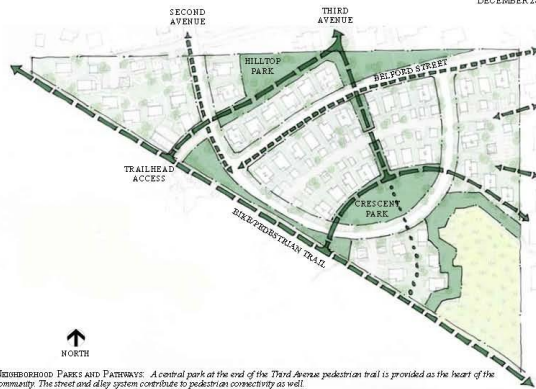 DECEMBER
SECOND
AVENUE
THIRD
AVENUE
HILLTOP
PARK
BELFORD STREET
TRAILHEAD
ACCESS
CRESCENT
PARK
BIKE/PEDESTRIAN TRAIL
NORTH
NEIGHBORHOOD PARKS AND PATHWAYS: A central park at the end of the Third Avenue pedestrian trail is provided as the heart of the
community. The street and alley system contribute to pedestrian connectivity as well.